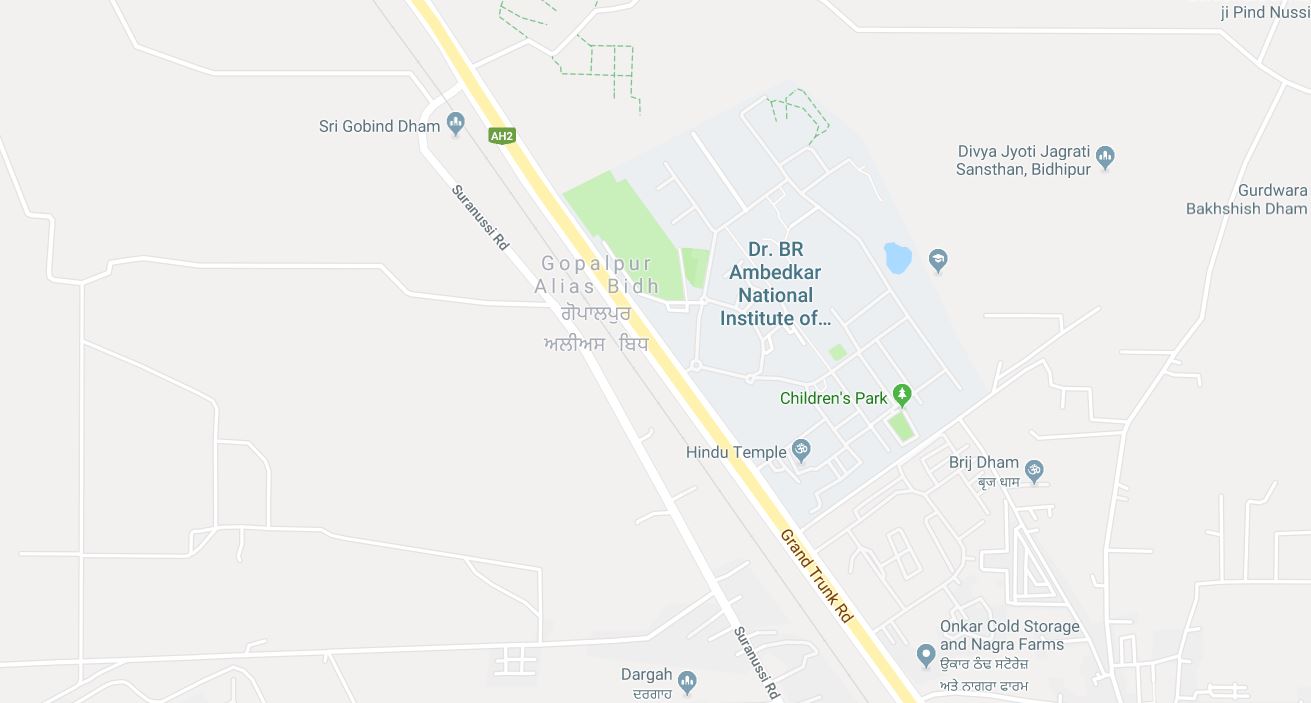 ji Pind Nussi
Sri Gobind Dham
AH2
Divya Jyoti Jagrati
Sansthan, Bidhipur
Gurdwara
Bakhshish Dham
Suranussi Rd
Gopalpur
Alias Bidh
ਗੋਪਾਲਪੁਰ
ਅਲੀਅਸ ਬਿਧ
Dr. BR
Ambedkar
National
Institute of...
Children's Park
Hindu Temple
Brij Dham
बृज धाम
Grand Trunk Rd
Onkar Cold Storage
and Nagra Farms
ਉਂਕਾਰ ਠੰਢ ਸਟੋਰੇਜ਼
ਅਤੇ ਨਾਗਰਾ ਫਾਰਮ
Suranussi Rd
Dargah
ਦਰਗਾਹ